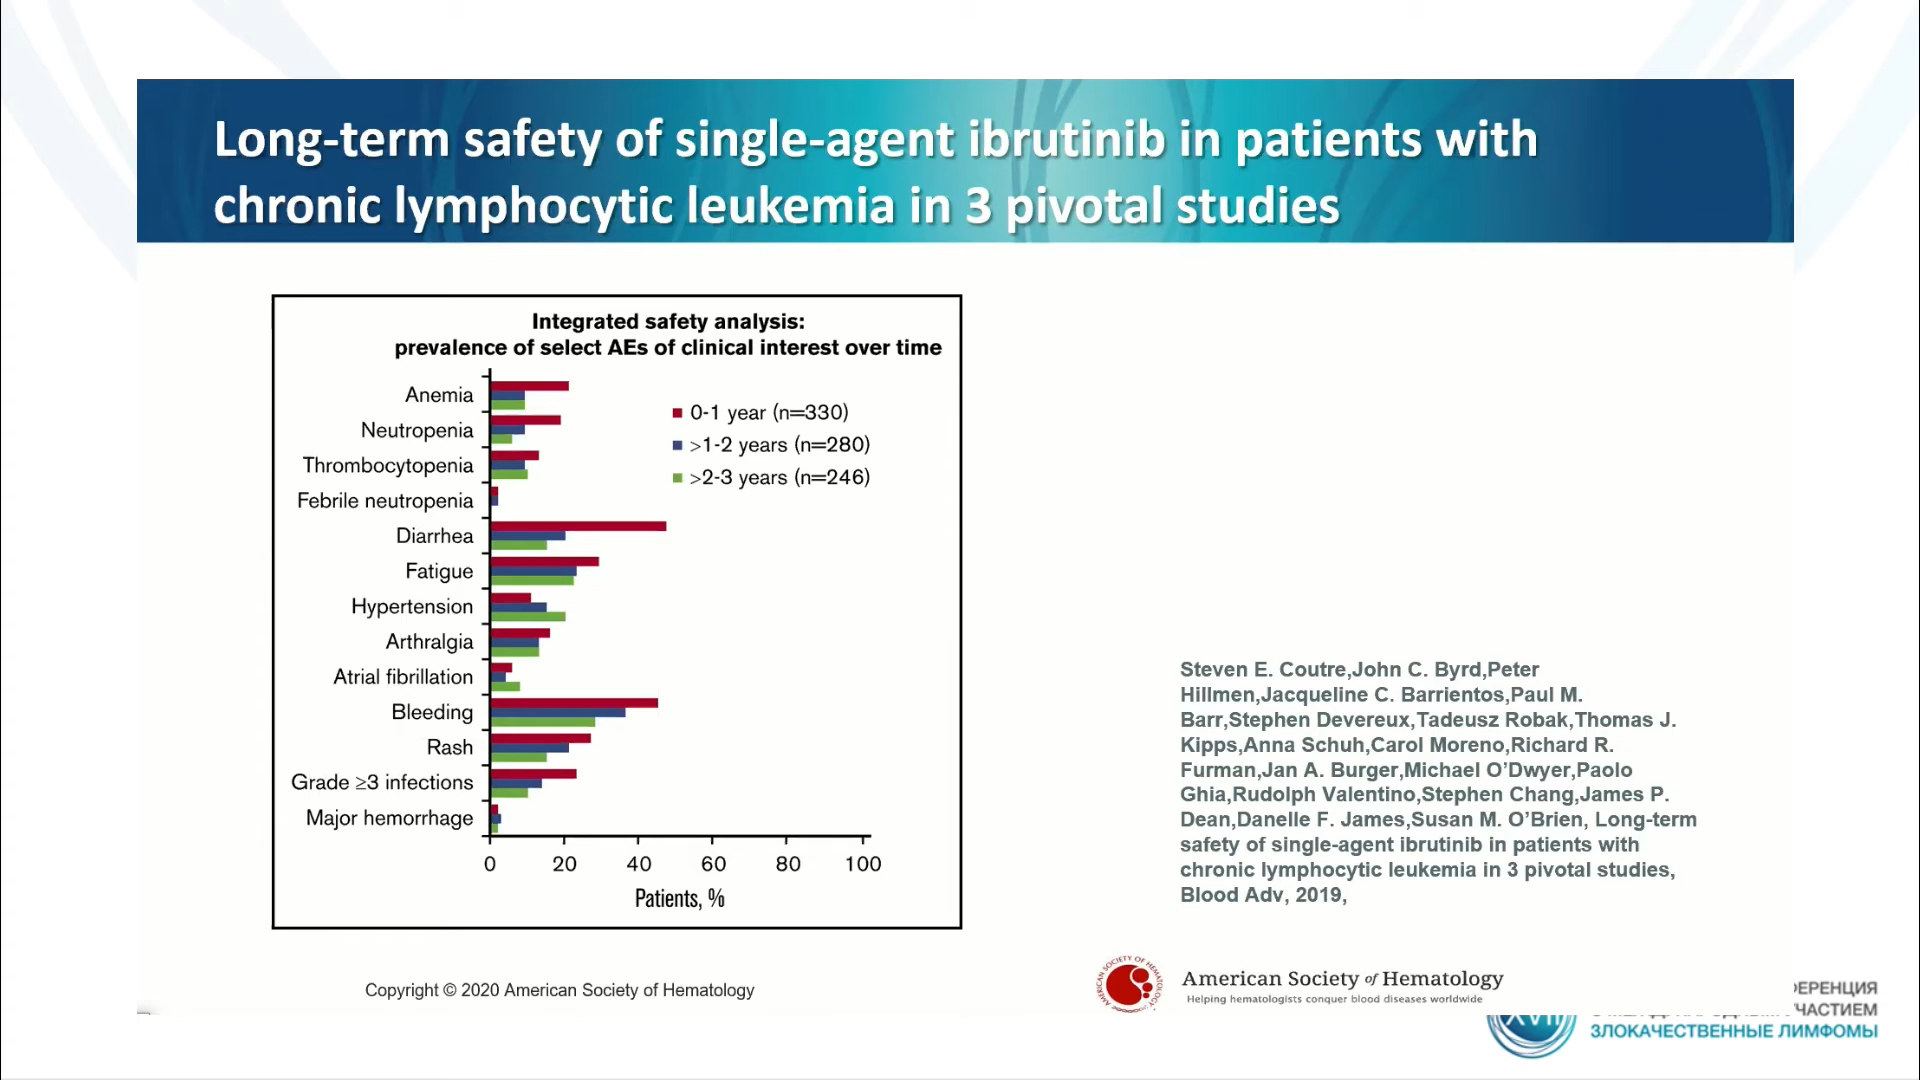 Long-term safety of single-agent ibrutinib in patients with
chronic lymphocytic leukemia in 3 pivotal studies
Integrated safety analysis:
prevalence of select AEs of clinical interest over time
Anemia
Neutropenia
Thrombocytopenia
Febrile neutropenia
Diarrhea
Fatigue
Hypertension
Arthralgia
Atrial fibrillation
Bleeding
Rash
Grade ≥3 infections
Major hemorrhage
0-1 year (n=330)
>1-2 years (n=280)
>2-3 years (n=246)
0 20 40 60 80 100
Patients, %
Steven E. Coutre,John C. Byrd,Peter
Hillmen,Jacqueline C. Barrientos,Paul M.
Barr,Stephen Devereux,Tadeusz Robak,Thomas J.
Kipps,Anna Schuh,Carol Moreno,Richard R.
Furman,Jan A. Burger,Michael O’Dwyer,Paolo
Ghia,Rudolph Valentino,Stephen Chang,James P.
Dean,Danelle F. James,Susan M. O’Brien, Long-term
safety of single-agent ibrutinib in patients with
chronic lymphocytic leukemia in 3 pivotal studies,
Blood Adv, 2019,
Copyright © 2020 American Society of Hematology
American Society of Hematology
Helping hematologists conquer blood diseases worldwide
ЗЛОКАЧЕСТВЕННЫЕ ЛИМФОМЫ